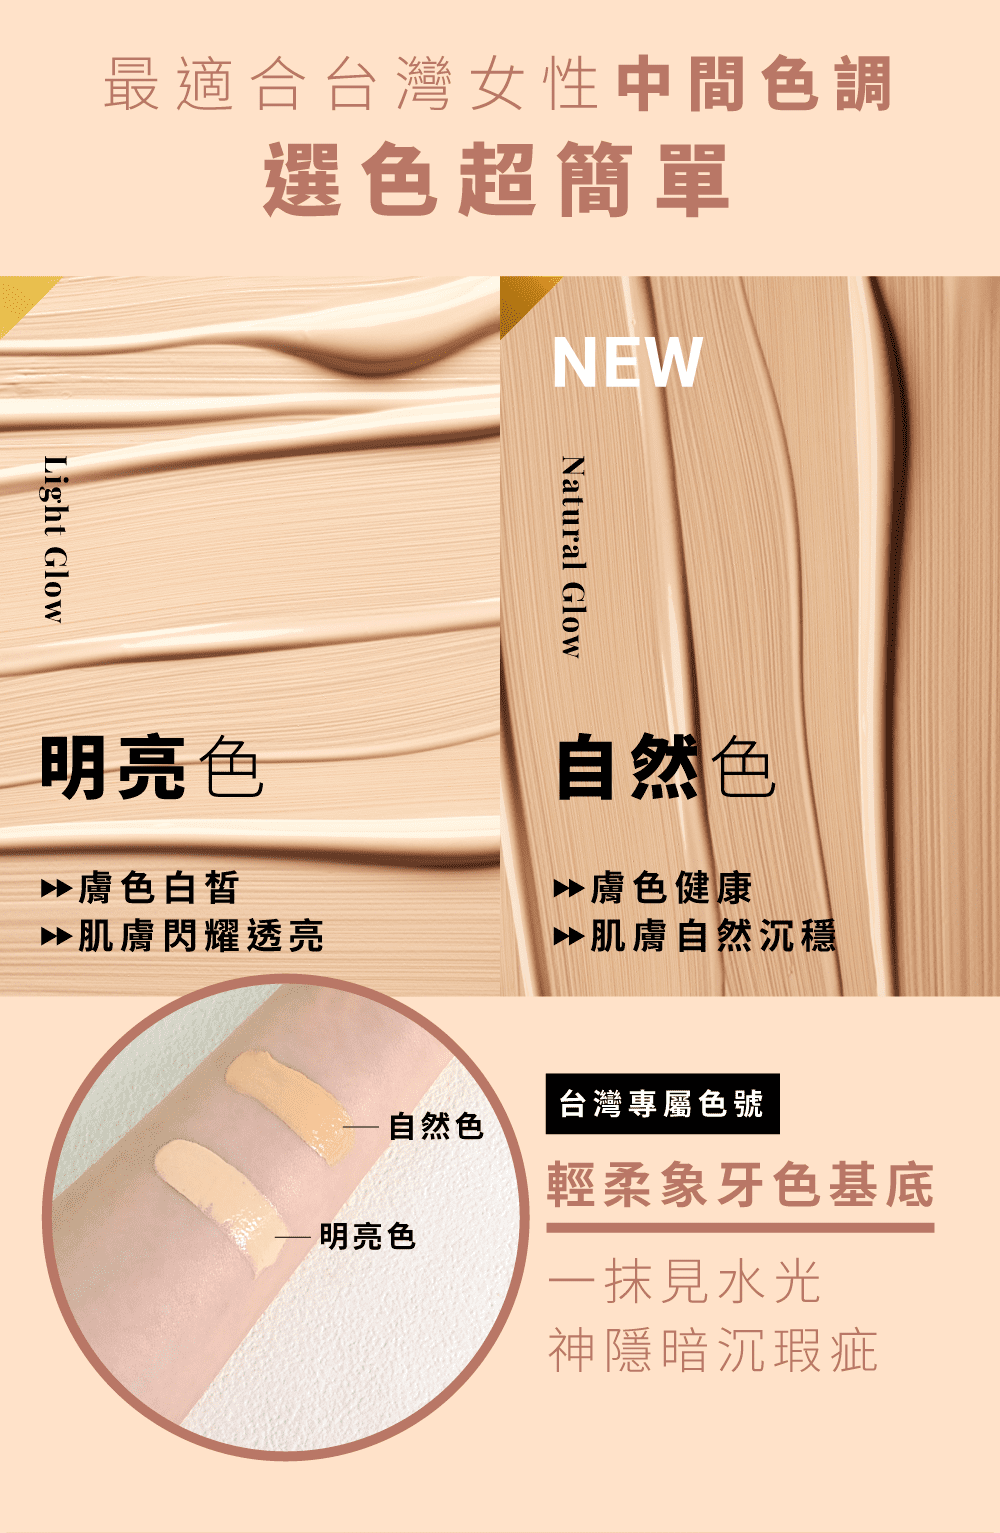 最適合台灣女性中間色調
選色超簡單
Light Glow
明亮色
膚色白皙
肌膚閃耀透亮
NEW
Natural Glow
自然色
膚色健康
肌膚自然沉穩
自然色
明亮色
台灣專屬色號
輕柔象牙色基底
一抹見水光
神隱暗沉瑕疵